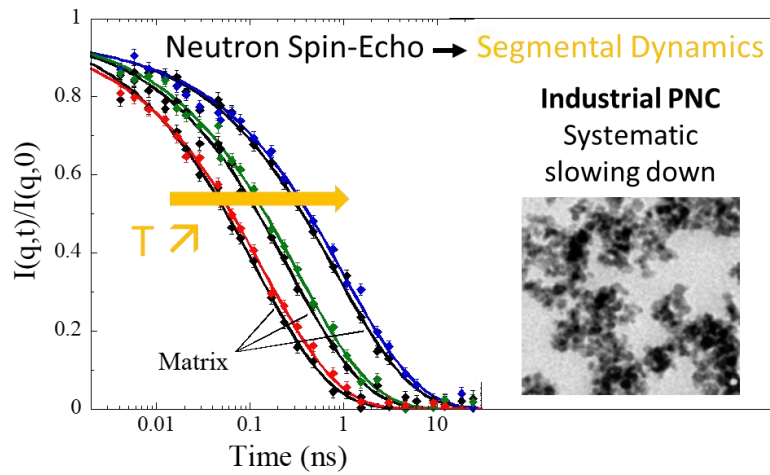 Neutron Spin-Echo → Segmental Dynamics
Industrial PNC
Systematic
slowing down
I(q,t)/I(q,0)
1
0.8
0.6
0.4
0.2
0
T ↗
Matrix
0.01 0.1 1 10
Time (ns)